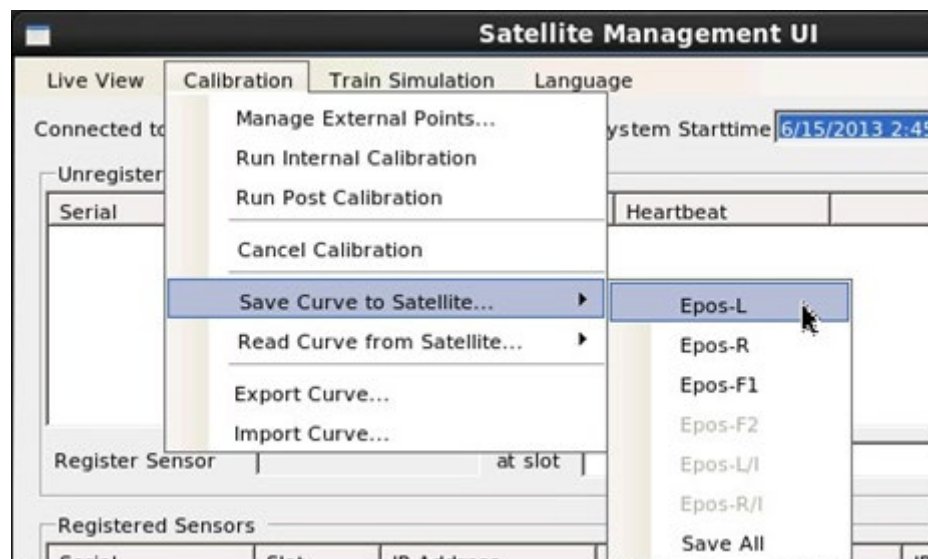 Satellite Management UI
Live View Calibration Train Simulation Language
Manage External Points...
Connected to ystem Starttime 6/15/2013 2:45
Run Internal Calibration
Unregister
Run Post Calibration
Serial Heartbeat
Cancel Calibration
Save Curve to Satellite... Epos-L
Read Curve from Satellite... Epos-R
Epos-F1
Export Curve...
Epos-F2
Import Curve...
Register Sensor at slot Epos-L/I
Epos-R/I
Registered Sensors
Save All